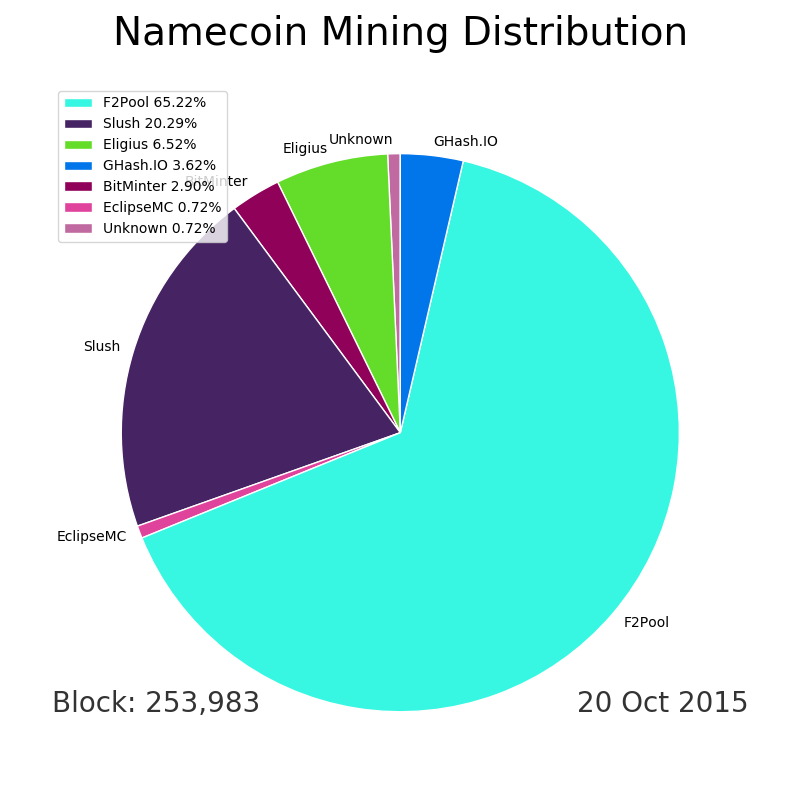 Namecoin Mining Distribution
F2Pool 65.22%
Slush 20.29%
Eligius 6.52%
GHash.IO 3.62%
BitMinter 2.90%
EclipseMC 0.72%
Unknown 0.72%
Unknown
GHash.IO
Eligius
BitMinter
Slush
EclipseMC
F2Pool
Block: 253,983
20 Oct 2015